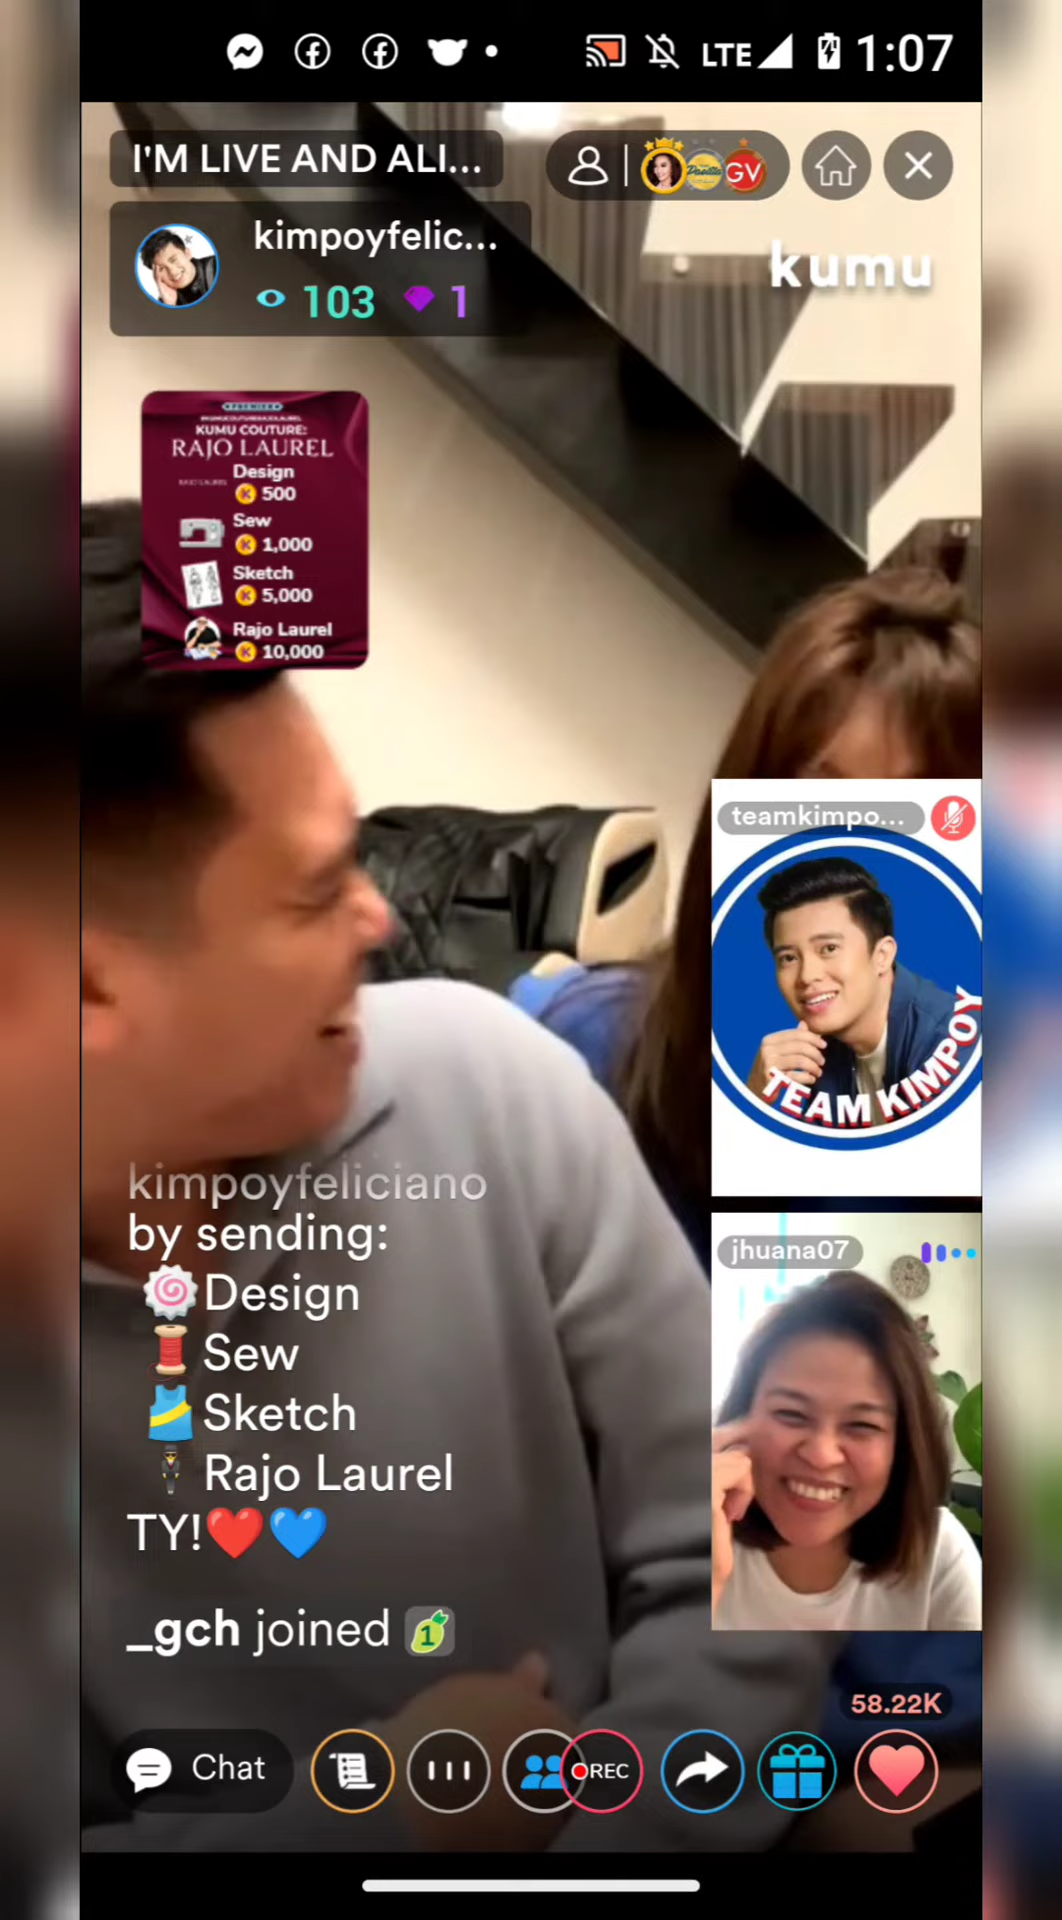 LTE 1:07
I'M LIVE AND ALI...
GV
kimpoyfelic...
103 1
kumu
KUMU COUTURE:
RAJO LAUREL
Design
500
Sew
1,000
Sketch
5,000
Rajo Laurel
10,000
teamkimpo...
TEAM KIMPOY
kimpoyfeliciano
by sending:
Design
Sew
Sketch
Rajo Laurel
TY!❤️💙
jhuana07
_gch joined 1
58.22K
Chat
REC